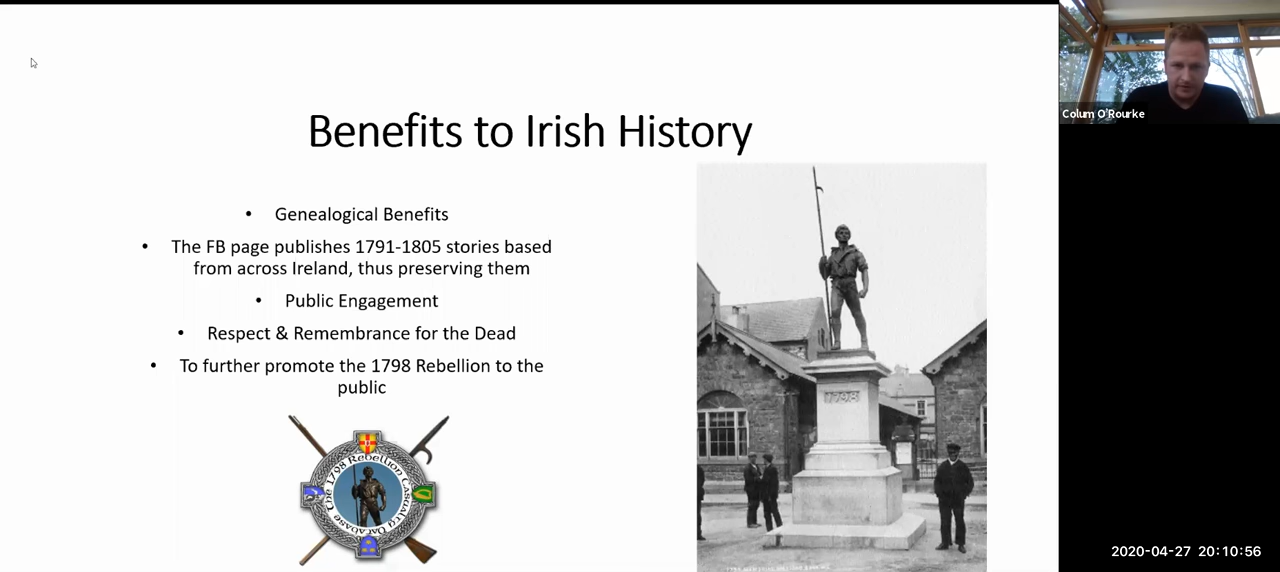 Benefits to Irish History
• Genealogical Benefits
• The FB page publishes 1791-1805 stories based
from across Ireland, thus preserving them
• Public Engagement
• Respect & Remembrance for the Dead
• To further promote the 1798 Rebellion to the
public
The 1798 Rebellion Casualty Database
1798
Colum O'Rourke
2020-04-27 20:10:56